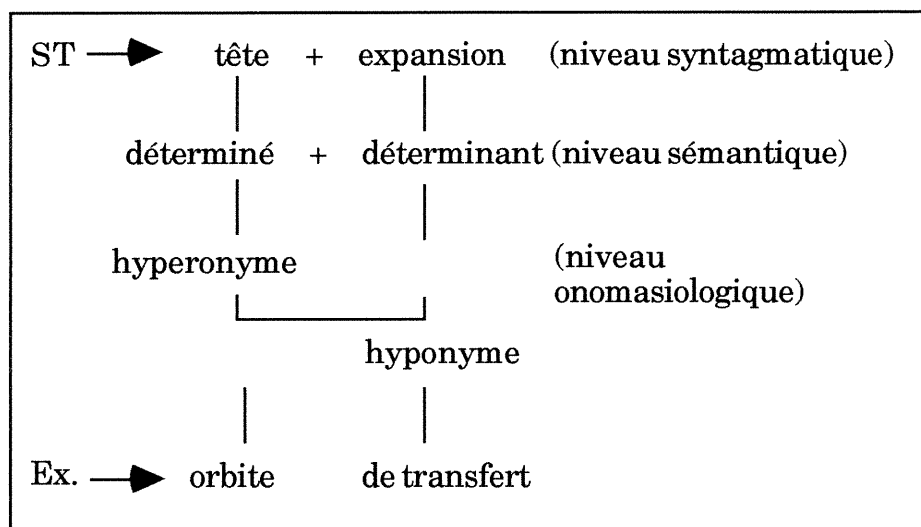 ST tête + expansion (niveau syntagmatique)
déterminé + déterminant (niveau sémantique)
hyperonyme (niveau
onomasiologique)
hyponyme
Ex. orbite de transfert